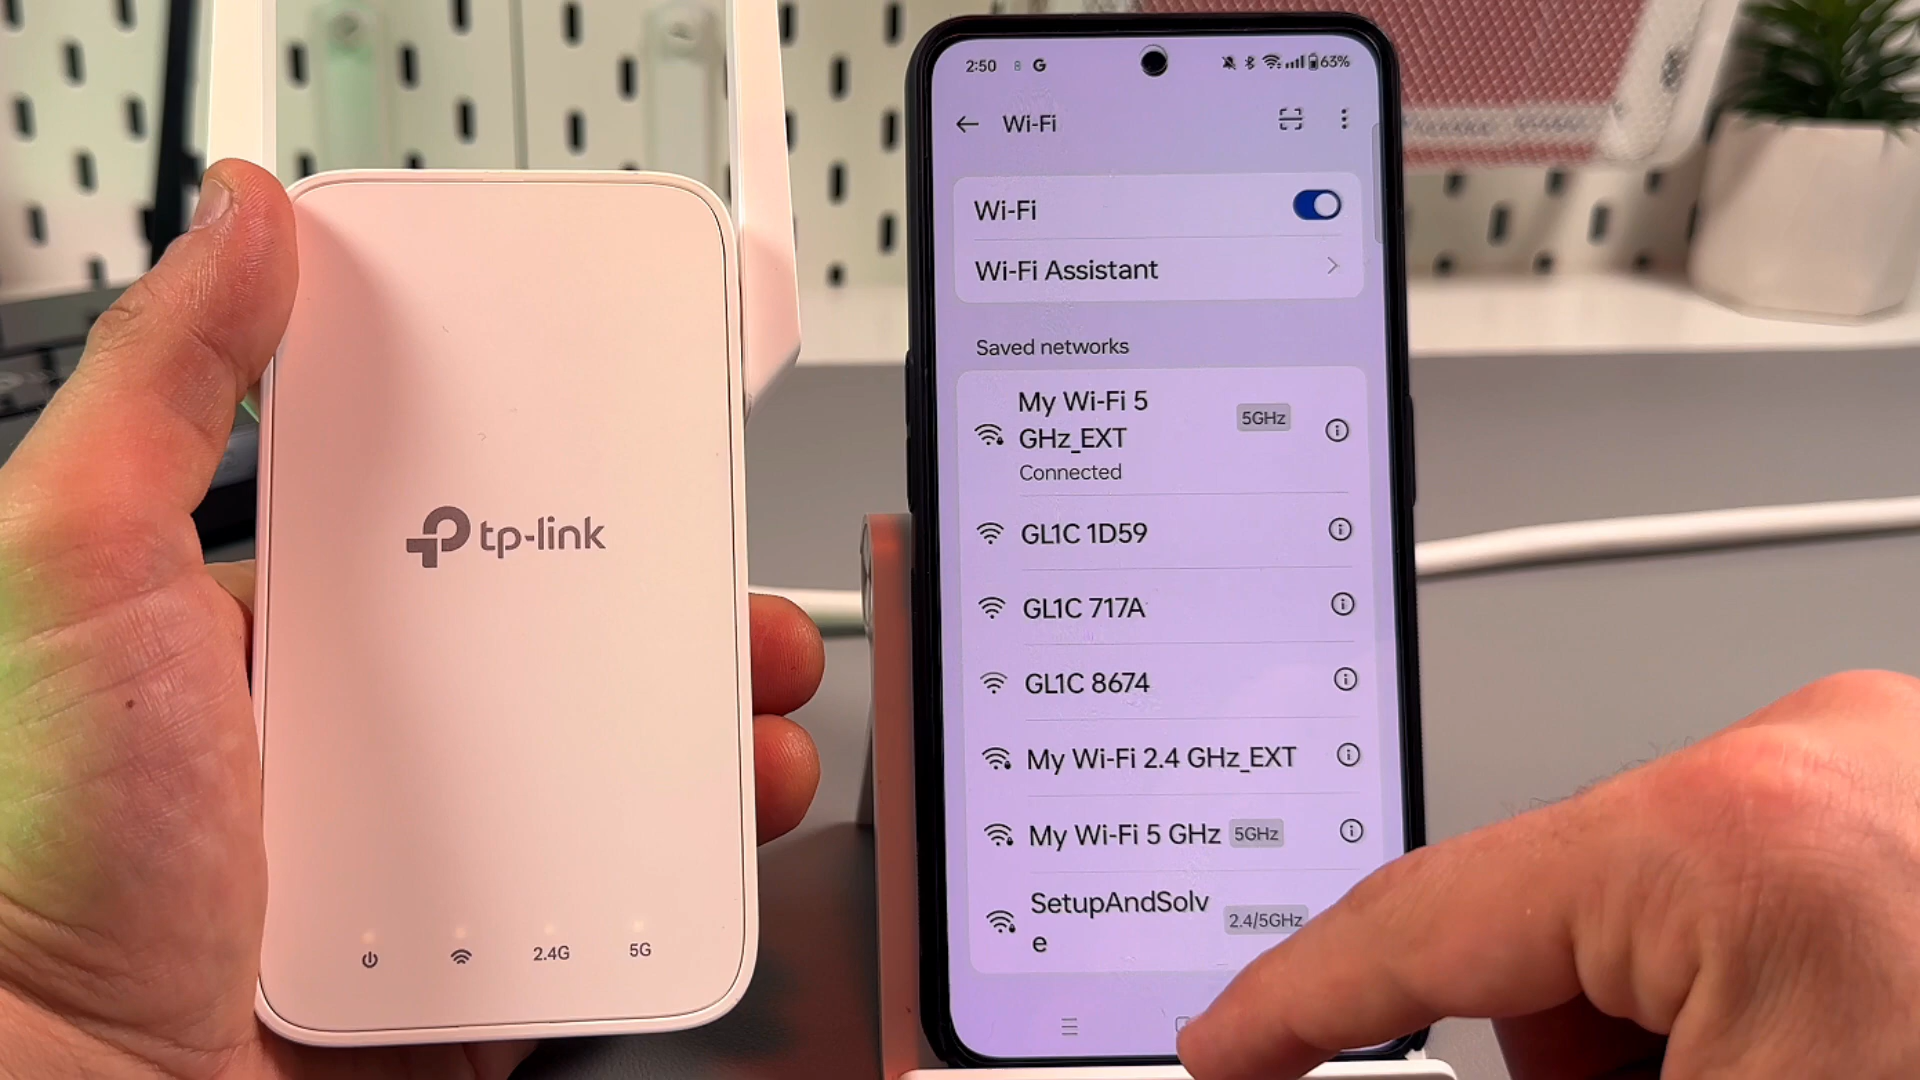 tp-link
2.4G
5G
2:50
G
63%
Wi-Fi
Wi-Fi
Wi-Fi Assistant
Saved networks
My Wi-Fi 5
GHz_EXT
5GHz
Connected
GL1C 1D59
GL1C 717A
GL1C 8674
My Wi-Fi 2.4 GHz_EXT
My Wi-Fi 5 GHz
5GHz
SetupAndSolv
e
2.4/5GHz